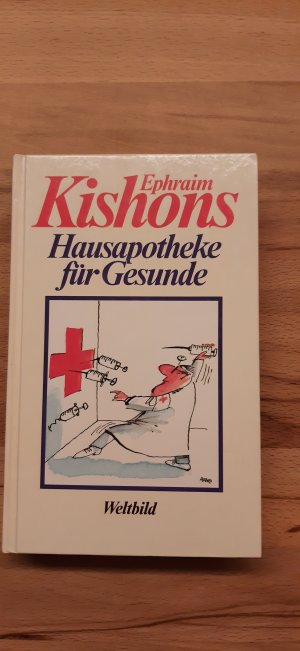 Ephraim
Kishons
Hausapotheke
für Gesunde
Weltbild